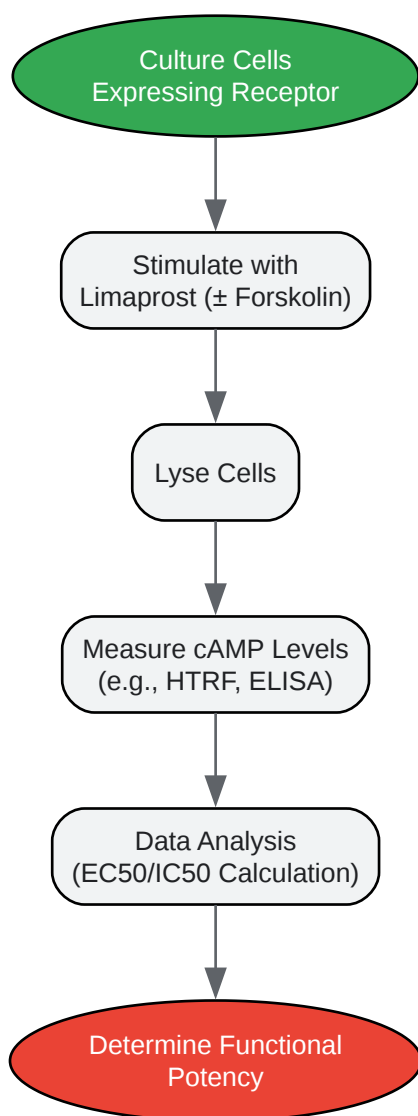 Culture Cells
Expressing Receptor
Stimulate with
Limaprost (± Forskolin)
Lyse Cells
Measure cAMP Levels
(e.g., HTRF, ELISA)
Data Analysis
(EC50/IC50 Calculation)
Determine Functional
Potency